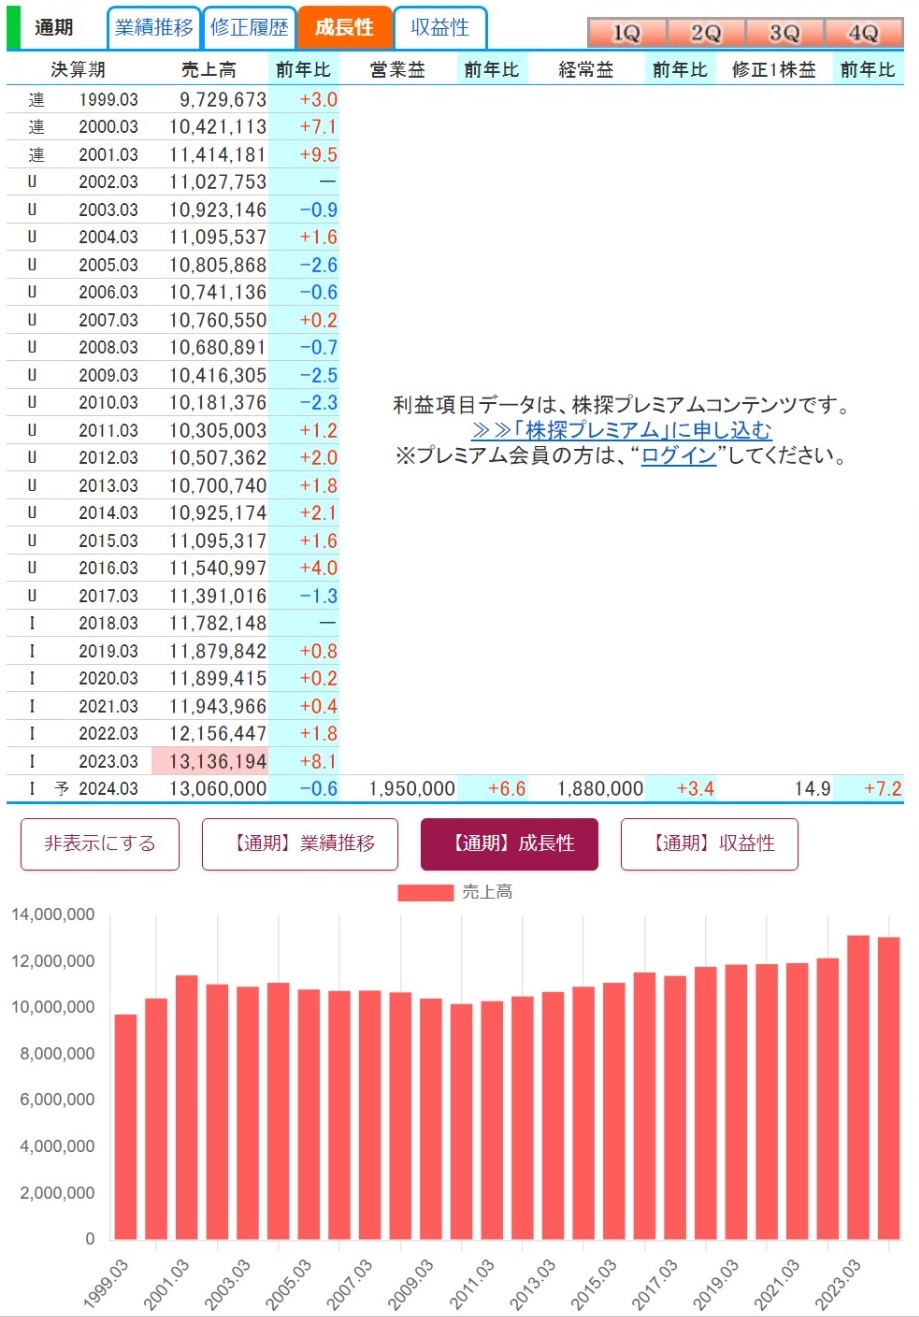 通期 業績推移 修正履歴 成長性 収益性 1Q 2Q 3Q 4Q
決算期 売上高 前年比 営業益 前年比 経常益 前年比 修正1株益 前年比
連 1999.03 9,729,673 +3.0
連 2000.03 10,421,113 +7.1
連 2001.03 11,414,181 +9.5
U 2002.03 11,027,753 ―
U 2003.03 10,923,146 -0.9
U 2004.03 11,095,537 +1.6
U 2005.03 10,805,868 -2.6
U 2006.03 10,741,136 -0.6
U 2007.03 10,760,550 +0.2
U 2008.03 10,680,891 -0.7
U 2009.03 10,416,305 -2.5
U 2010.03 10,181,376 -2.3
U 2011.03 10,305,003 +1.2
U 2012.03 10,507,362 +2.0
U 2013.03 10,700,740 +1.8
U 2014.03 10,925,174 +2.1
U 2015.03 11,095,317 +1.6
U 2016.03 11,540,997 +4.0
U 2017.03 11,391,016 -1.3
I 2018.03 11,782,148 ―
I 2019.03 11,879,842 +0.8
I 2020.03 11,899,415 +0.2
I 2021.03 11,943,966 +0.4
I 2022.03 12,156,447 +1.8
I 2023.03 13,136,194 +8.1
I 予 2024.03 13,060,000 -0.6 1,950,000 +6.6 1,880,000 +3.4 14.9 +7.2
利益項目データは、株探プレミアムコンテンツです。
≫≫「株探プレミアム」に申し込む
※プレミアム会員の方は、“ログイン”してください。
非表示にする 【通期】業績推移 【通期】成長性 【通期】収益性
売上高
14,000,000
12,000,000
10,000,000
8,000,000
6,000,000
4,000,000
2,000,000
0
1999.03 2001.03 2003.03 2005.03 2007.03 2009.03 2011.03 2013.03 2015.03 2017.03 2019.03 2021.03 2023.03